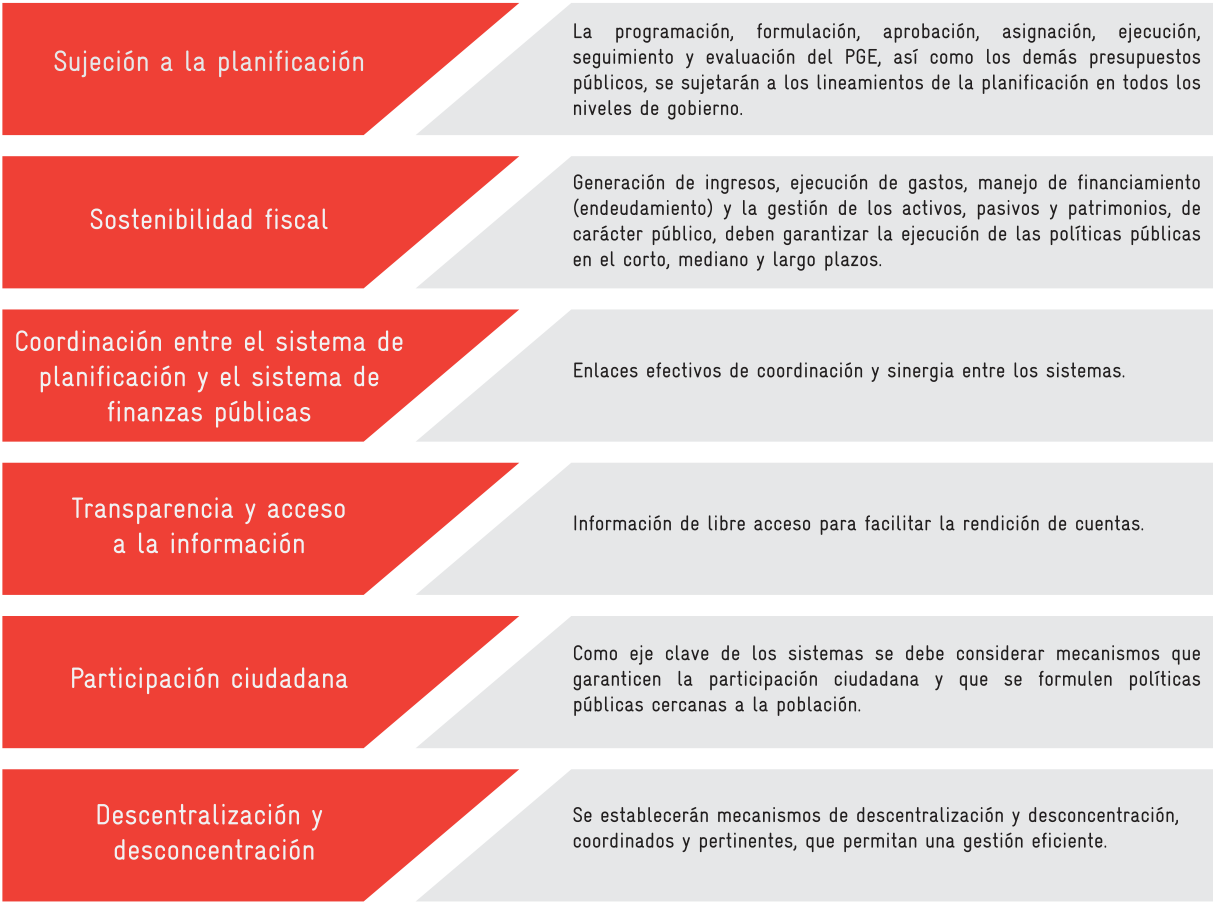 Sujeción a la planificación
La programación, formulación, aprobación, asignación, ejecución,
seguimiento y evaluación del PGE, así como los demás presupuestos
públicos, se sujetarán a los lineamientos de la planificación en todos los
niveles de gobierno.
Sostenibilidad fiscal
Generación de ingresos, ejecución de gastos, manejo de financiamiento
(endeudamiento) y la gestión de los activos, pasivos y patrimonios, de
carácter público, deben garantizar la ejecución de las políticas públicas
en el corto, mediano y largo plazos.
Coordinación entre el sistema de
planificación y el sistema de
finanzas públicas
Enlaces efectivos de coordinación y sinergia entre los sistemas.
Transparencia y acceso
a la información
Información de libre acceso para facilitar la rendición de cuentas.
Participación ciudadana
Como eje clave de los sistemas se debe considerar mecanismos que
garanticen la participación ciudadana y que se formulen políticas
públicas cercanas a la población.
Descentralización y
desconcentración
Se establecerán mecanismos de descentralización y desconcentración,
coordinados y pertinentes, que permitan una gestión eficiente.